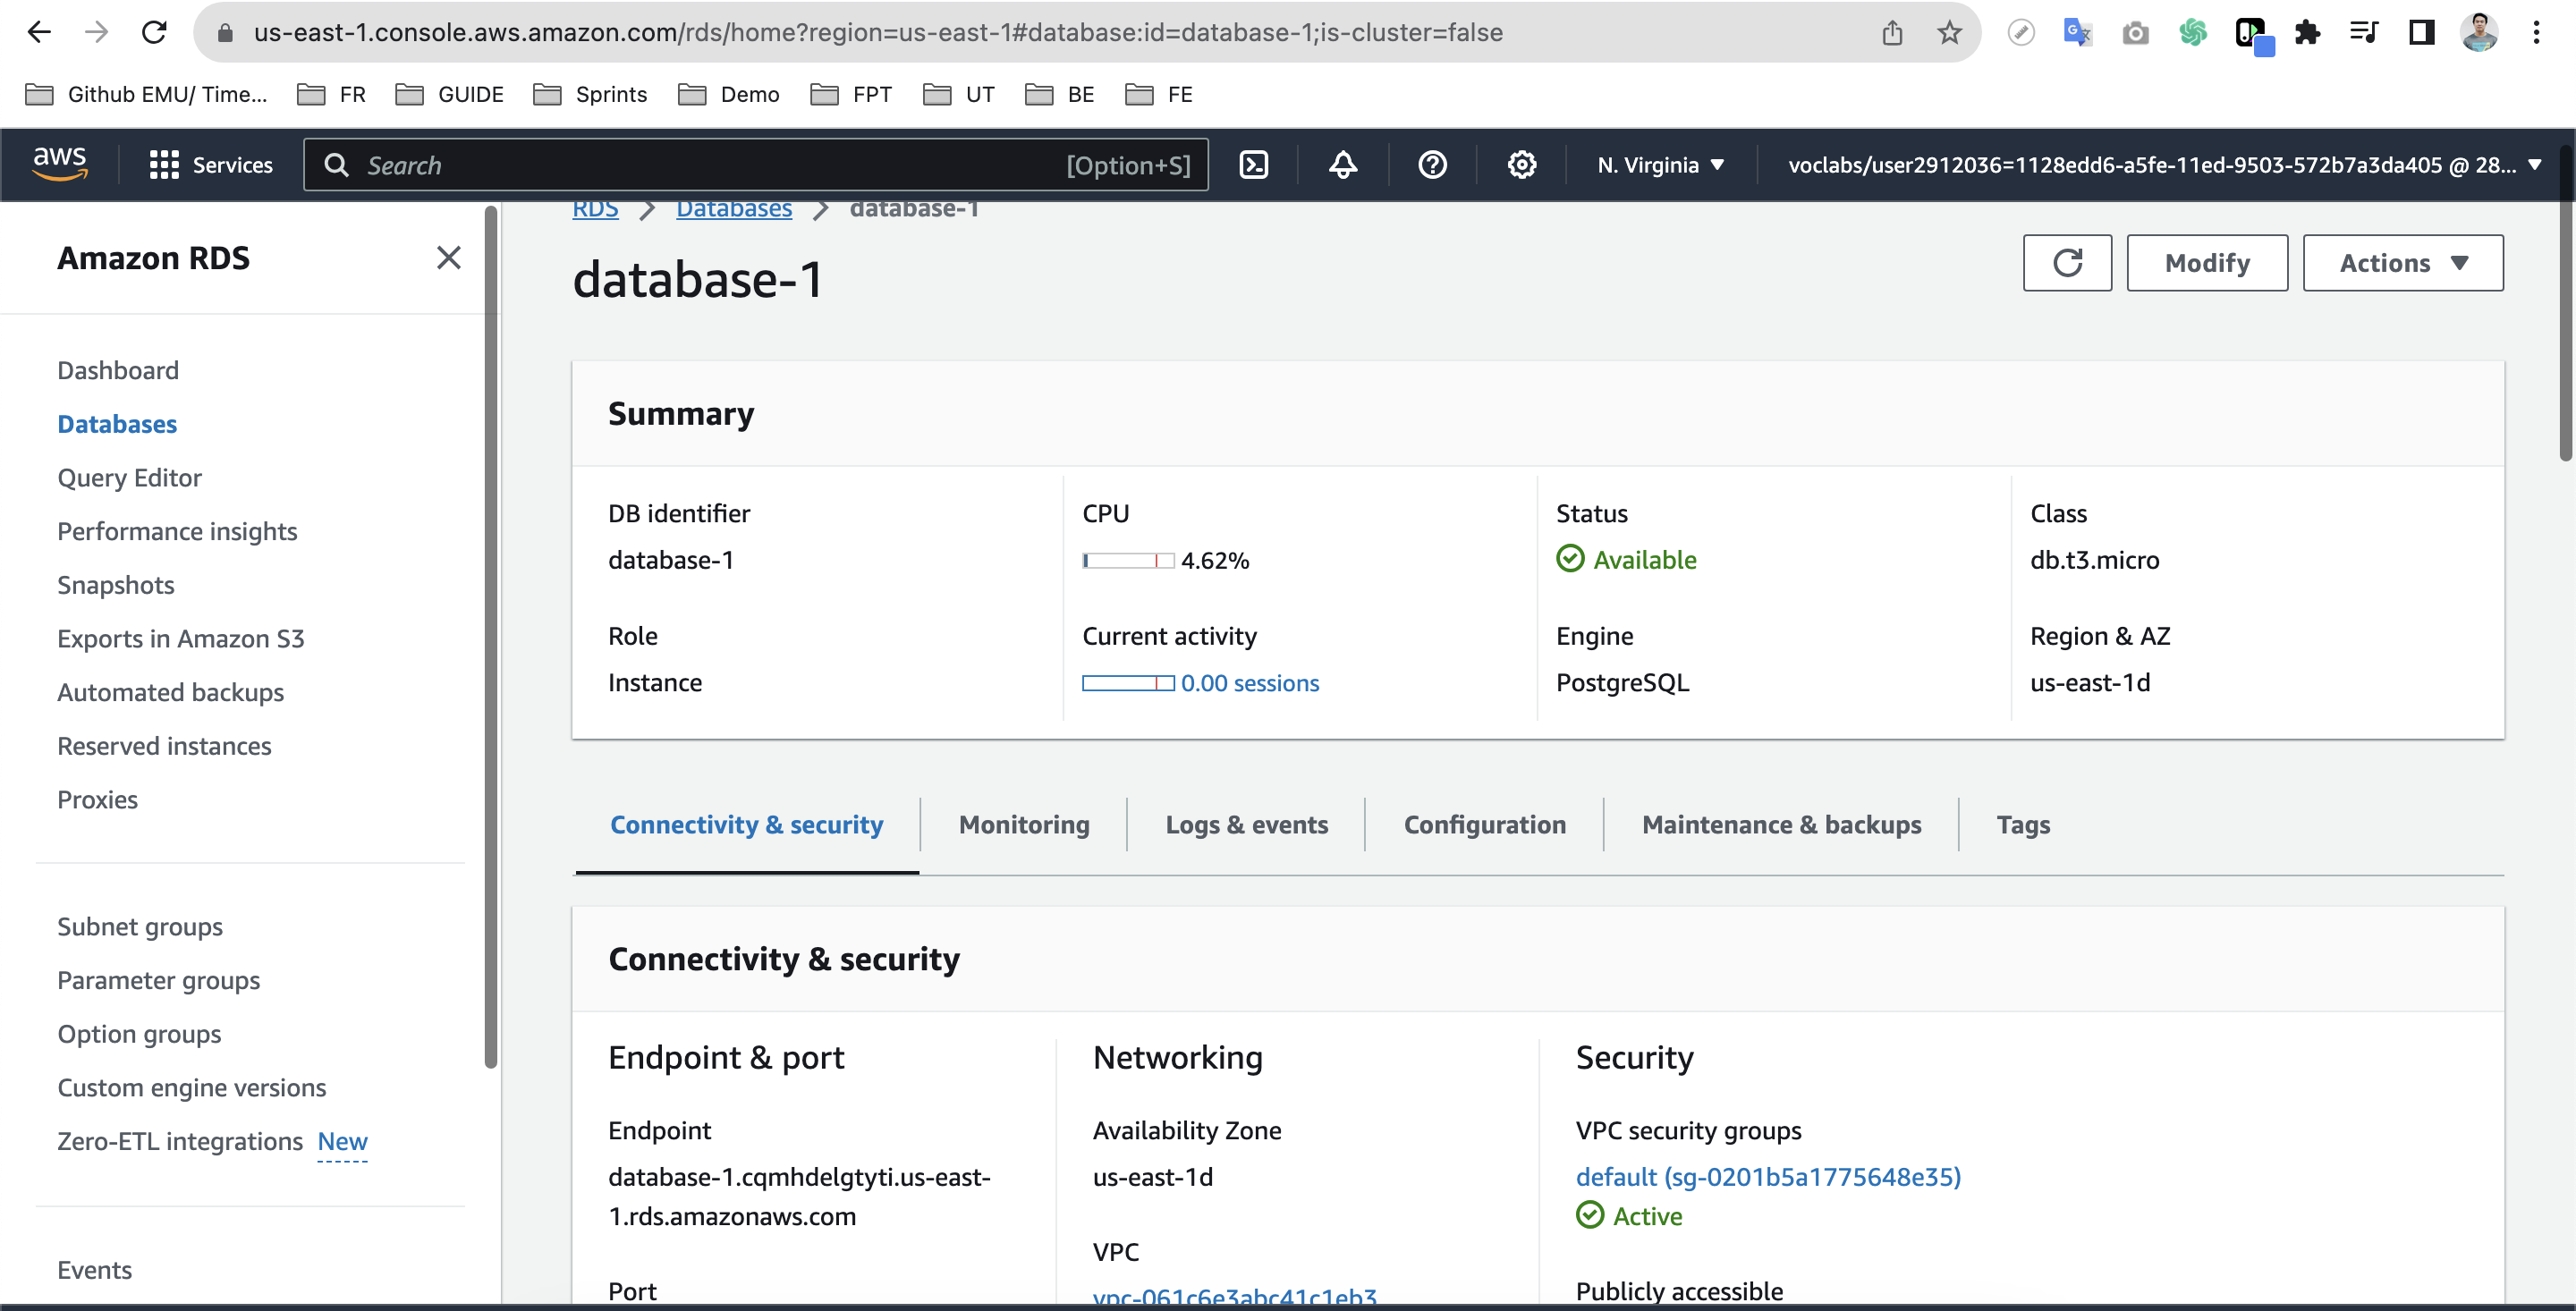 us-east-1.console.aws.amazon.com/rds/home?region=us-east-1#database:id=database-1;is-cluster=false
Github EMU/ Time...
FR
GUIDE
Sprints
Demo
FPT
UT
BE
FE
aws
Services
Search
[Option+S]
N. Virginia
voclabs/user2912036=1128edd6-a5fe-11ed-9503-572b7a3da405 @ 28...
Amazon RDS
Dashboard
Databases
Query Editor
Performance insights
Snapshots
Exports in Amazon S3
Automated backups
Reserved instances
Proxies
Subnet groups
Parameter groups
Option groups
Custom engine versions
Zero-ETL integrations New
Events
RDS
Databases
database-1
database-1
Modify
Actions
Summary
DB identifier
database-1
CPU
4.62%
Status
Available
Class
db.t3.micro
Role
Instance
Current activity
0.00 sessions
Engine
PostgreSQL
Region & AZ
us-east-1d
Connectivity & security
Monitoring
Logs & events
Configuration
Maintenance & backups
Tags
Connectivity & security
Endpoint & port
Endpoint
database-1.cqmhdelgtyti.us-east-
1.rds.amazonaws.com
Port
Networking
Availability Zone
us-east-1d
VPC
vpc-061c6e3abc41c1eb3
Security
VPC security groups
default (sg-0201b5a1775648e35)
Active
Publicly accessible